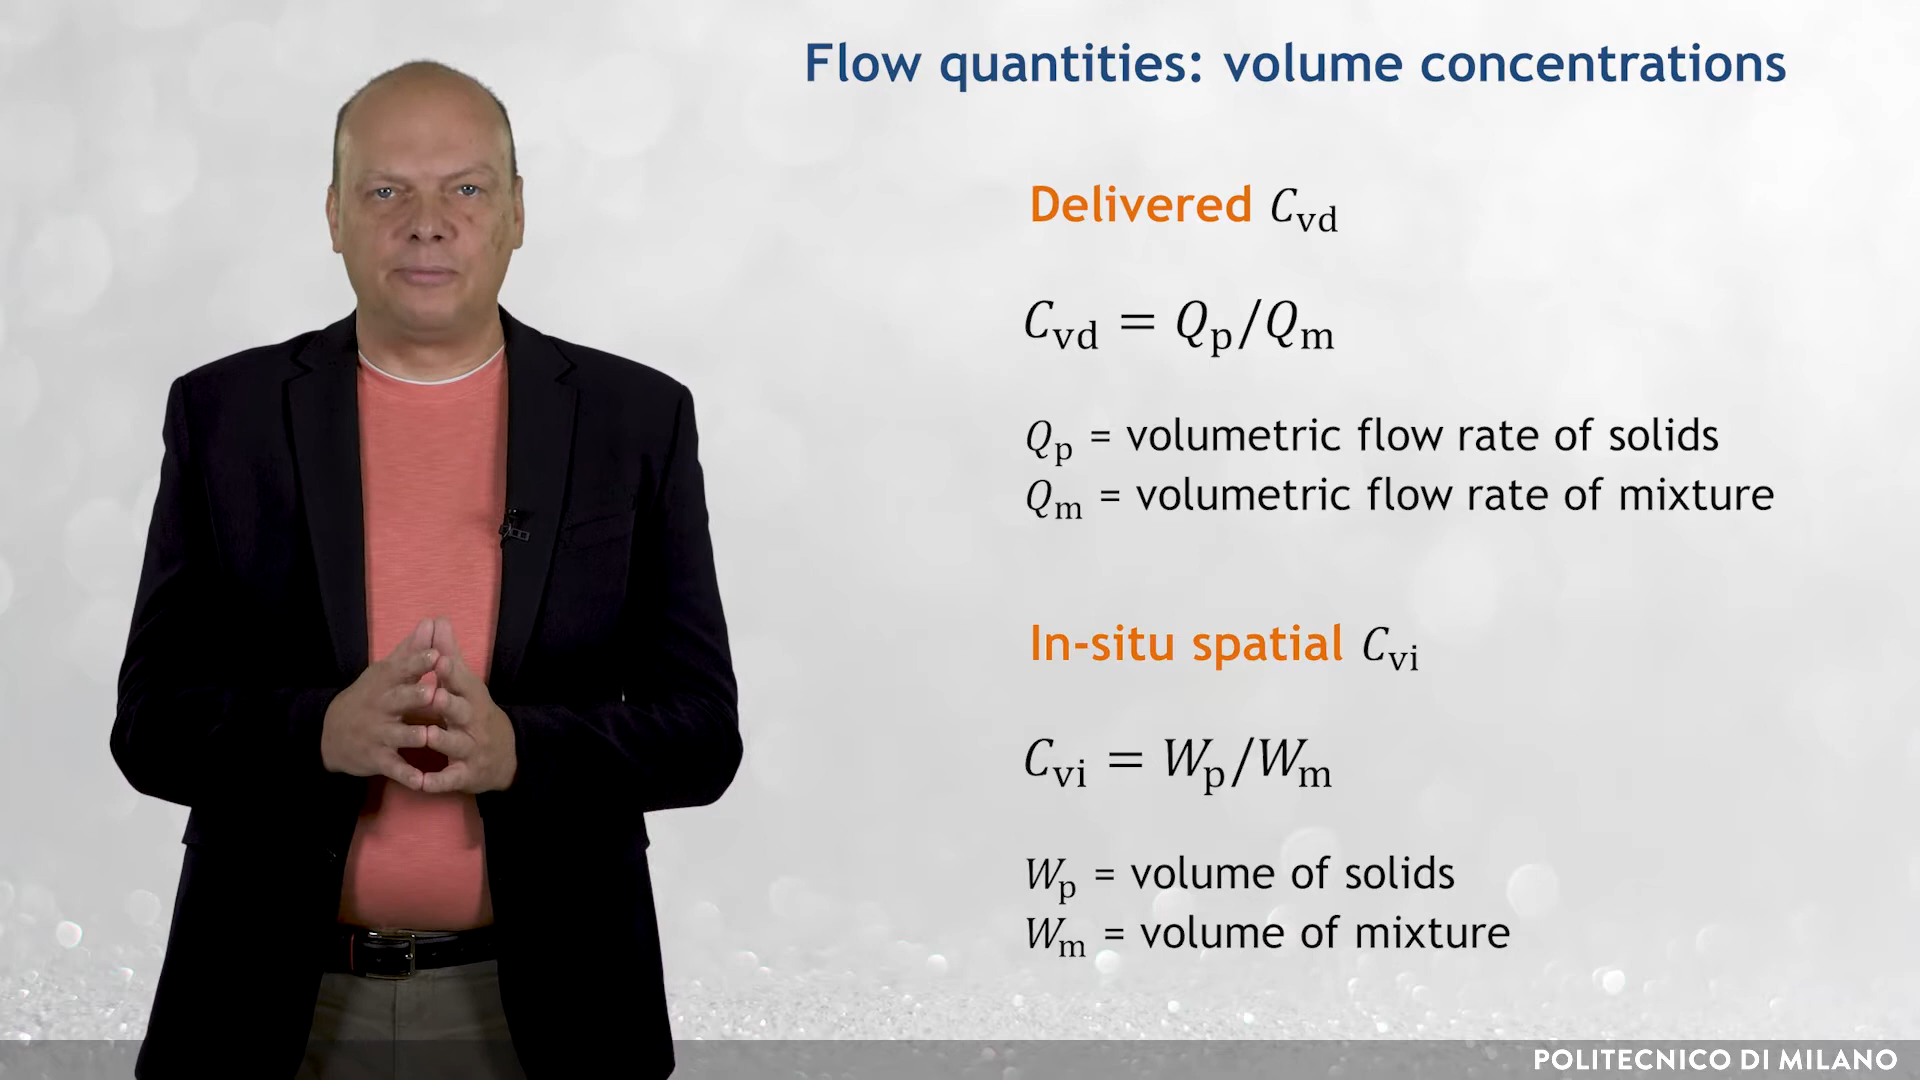 Flow quantities: volume concentrations
Delivered C_vd
C_vd = Q_p/Q_m
Q_p = volumetric flow rate of solids
Q_m = volumetric flow rate of mixture
In-situ spatial C_vi
C_vi = W_p/W_m
W_p = volume of solids
W_m = volume of mixture
POLITECNICO DI MILANO